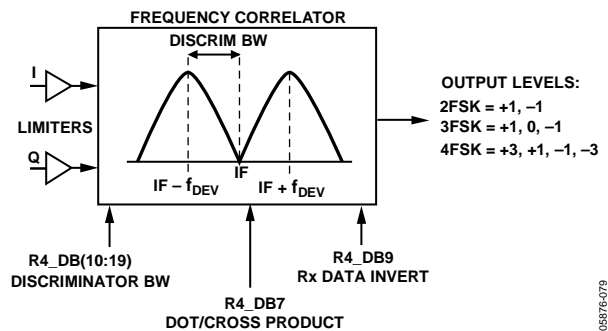 FREQUENCY CORRELATOR
DISCRIM BW
I
LIMITERS
Q
IF – fDEV
IF
IF + fDEV
OUTPUT LEVELS:
2FSK = +1, –1
3FSK = +1, 0, –1
4FSK = +3, +1, –1, –3
R4_DB(10:19)
DISCRIMINATOR BW
R4_DB7
DOT/CROSS PRODUCT
R4_DB9
Rx DATA INVERT
05876-079